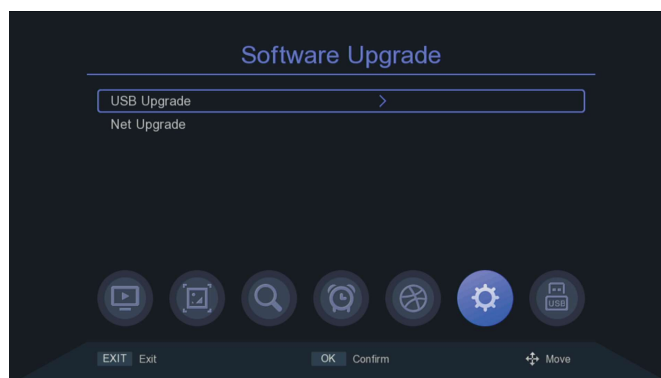 Software Upgrade
USB Upgrade >
Net Upgrade
USB
EXIT Exit OK Confirm Move